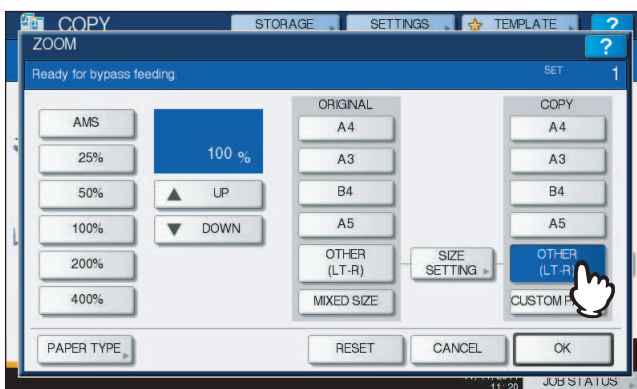 COPY
STORAGE SETTINGS TEMPLATE ?
ZOOM ?
Ready for bypass feeding. SET 1
ORIGINAL COPY
AMS A4 A4
25% 100 % A3 A3
50% UP B4 B4
100% DOWN A5 A5
200% OTHER (LT-R) SIZE SETTING OTHER (LT-R)
400% MIXED SIZE CUSTOM
PAPER TYPE RESET CANCEL OK
11:20 JOB STATUS